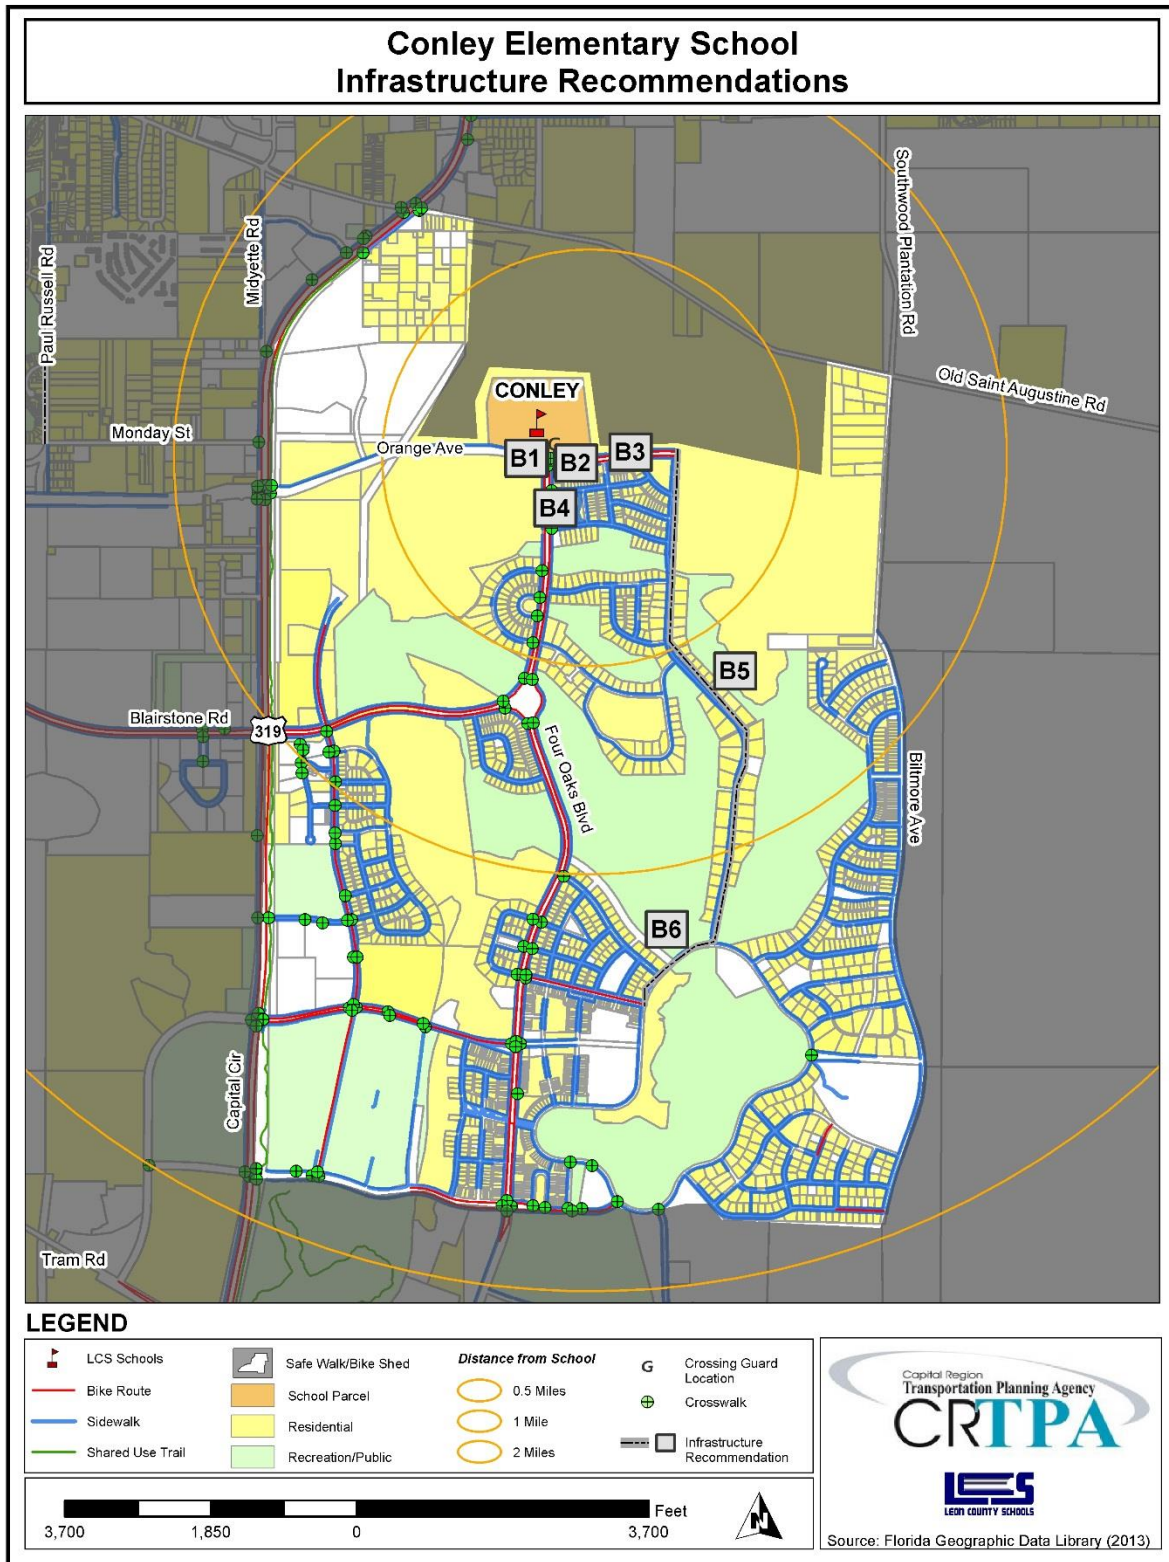 Conley Elementary School
Infrastructure Recommendations
Paul Russell Rd
Midyette Rd
Southwood Plantation Rd
Old Saint Augustine Rd
CONLEY
Monday St
Orange Ave
G
B1
B2
B3
B4
B5
Blairstone Rd
319
Four Oaks Blvd
Biltmore Ave
B6
Capital Cir
Tram Rd
LEGEND
LCS Schools
Bike Route
Sidewalk
Shared Use Trail
Safe Walk/Bike Shed
School Parcel
Residential
Recreation/Public
Distance from School
0.5 Miles
1 Mile
2 Miles
G
Crossing Guard
Location
Crosswalk
Infrastructure
Recommendation
Feet
3,700
1,850
0
3,700
N
Capital Region
Transportation Planning Agency
CRTPA
LCS
LEON COUNTY SCHOOLS
Source: Florida Geographic Data Library (2013)